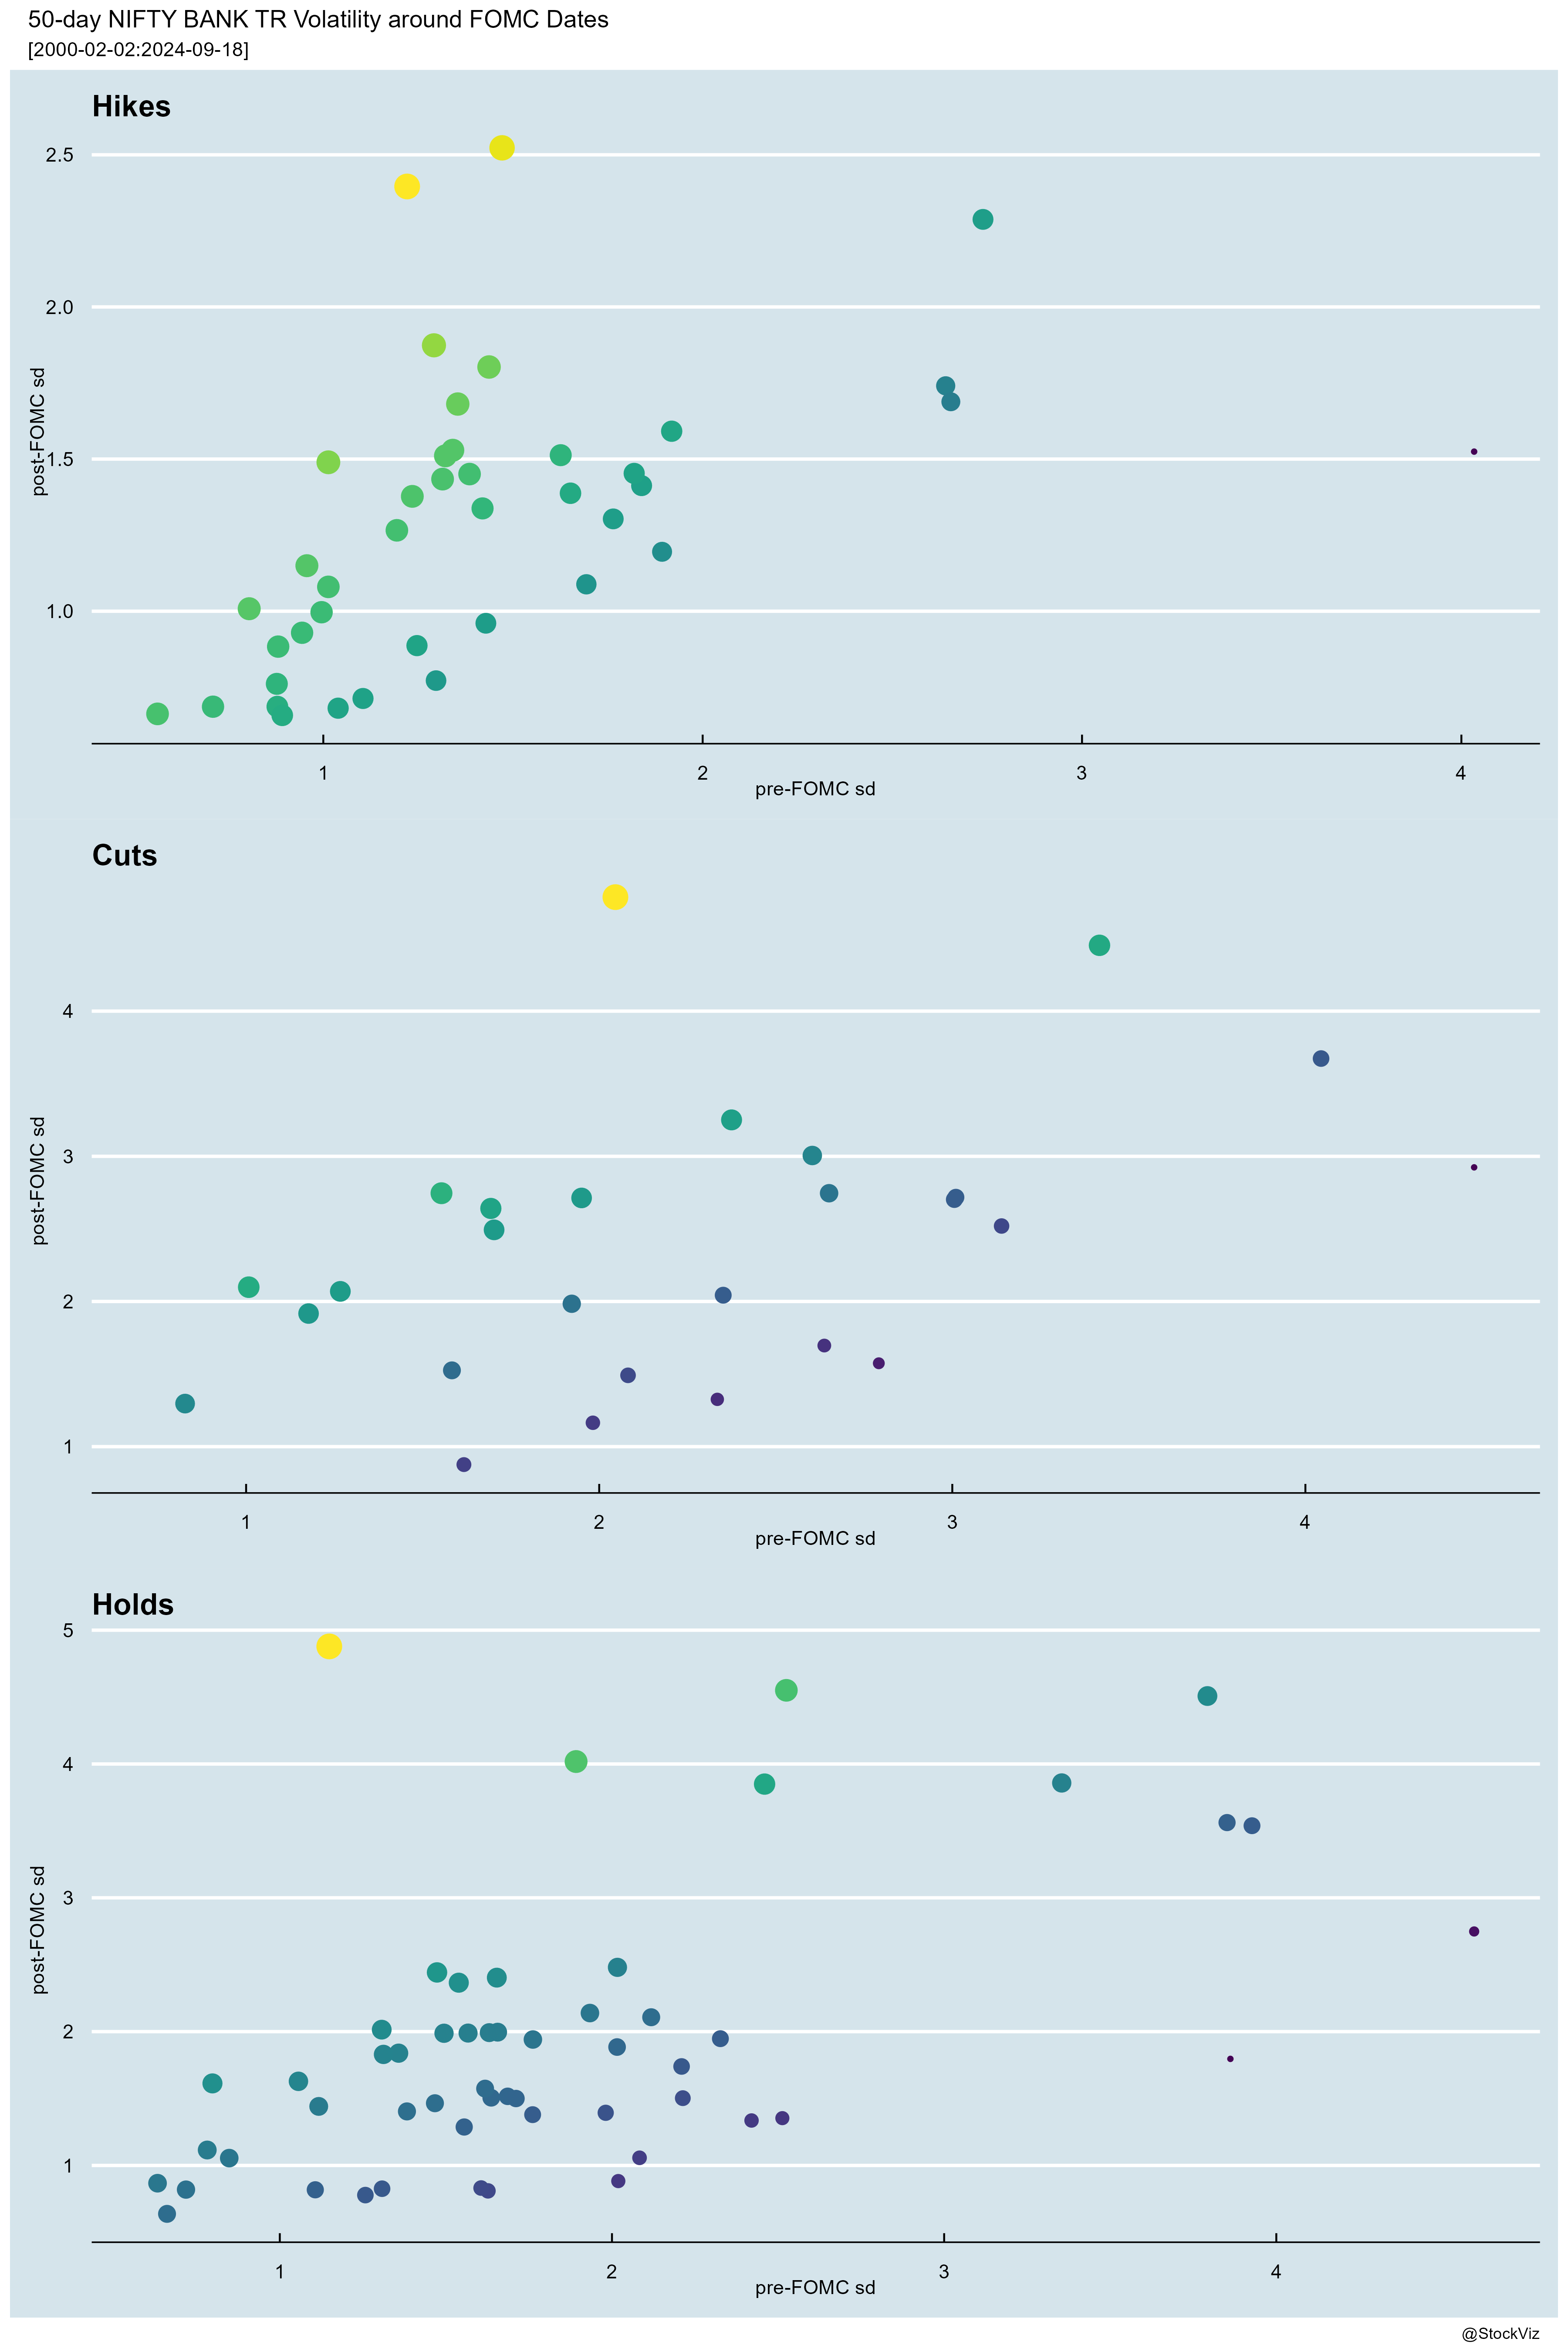 50-day NIFTY BANK TR Volatility around FOMC Dates
[2000-02-02:2024-09-18]
Hikes
2.5
2.0
1.5
1.0
post-FOMC sd
1 2 3 4
pre-FOMC sd
Cuts
4
3
2
1
post-FOMC sd
1 2 3 4
pre-FOMC sd
Holds
5
4
3
2
1
post-FOMC sd
1 2 3 4
pre-FOMC sd
@StockViz